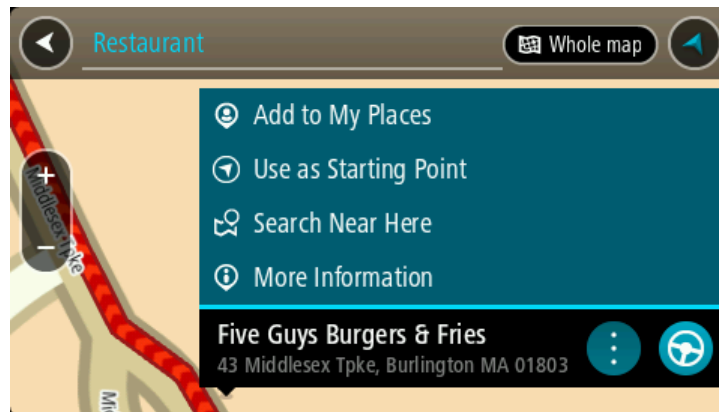 Restaurant
Whole map
Add to My Places
Use as Starting Point
Search Near Here
More Information
Five Guys Burgers & Fries
43 Middlesex Tpke, Burlington MA 01803
+
−
Middlesex Tpke
Mi